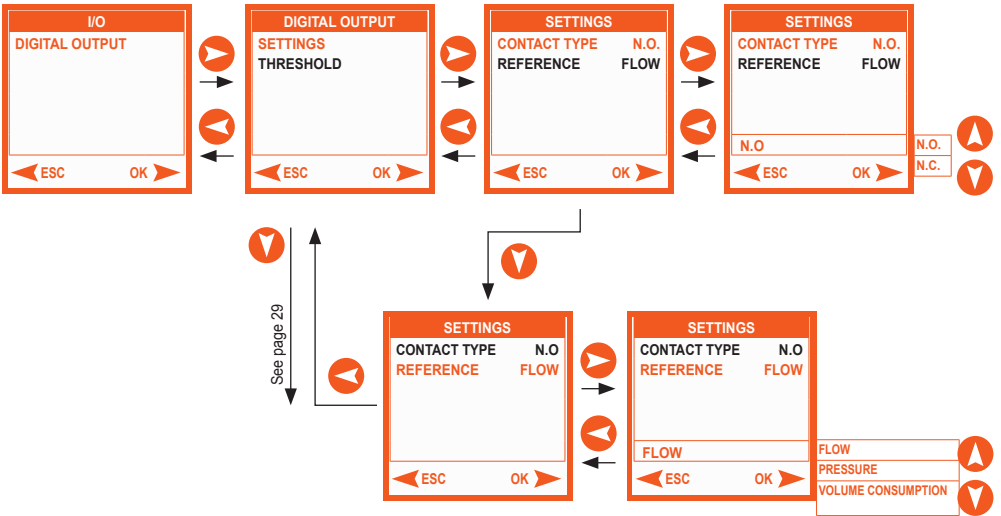 I/O
DIGITAL OUTPUT
ESC OK
DIGITAL OUTPUT
SETTINGS
THRESHOLD
ESC OK
SETTINGS
CONTACT TYPE N.O.
REFERENCE FLOW
ESC OK
SETTINGS
CONTACT TYPE N.O.
REFERENCE FLOW
N.O
ESC OK
N.O.
N.C.
See page 29
SETTINGS
CONTACT TYPE N.O
REFERENCE FLOW
ESC OK
SETTINGS
CONTACT TYPE N.O
REFERENCE FLOW
FLOW
ESC OK
FLOW
PRESSURE
VOLUME CONSUMPTION